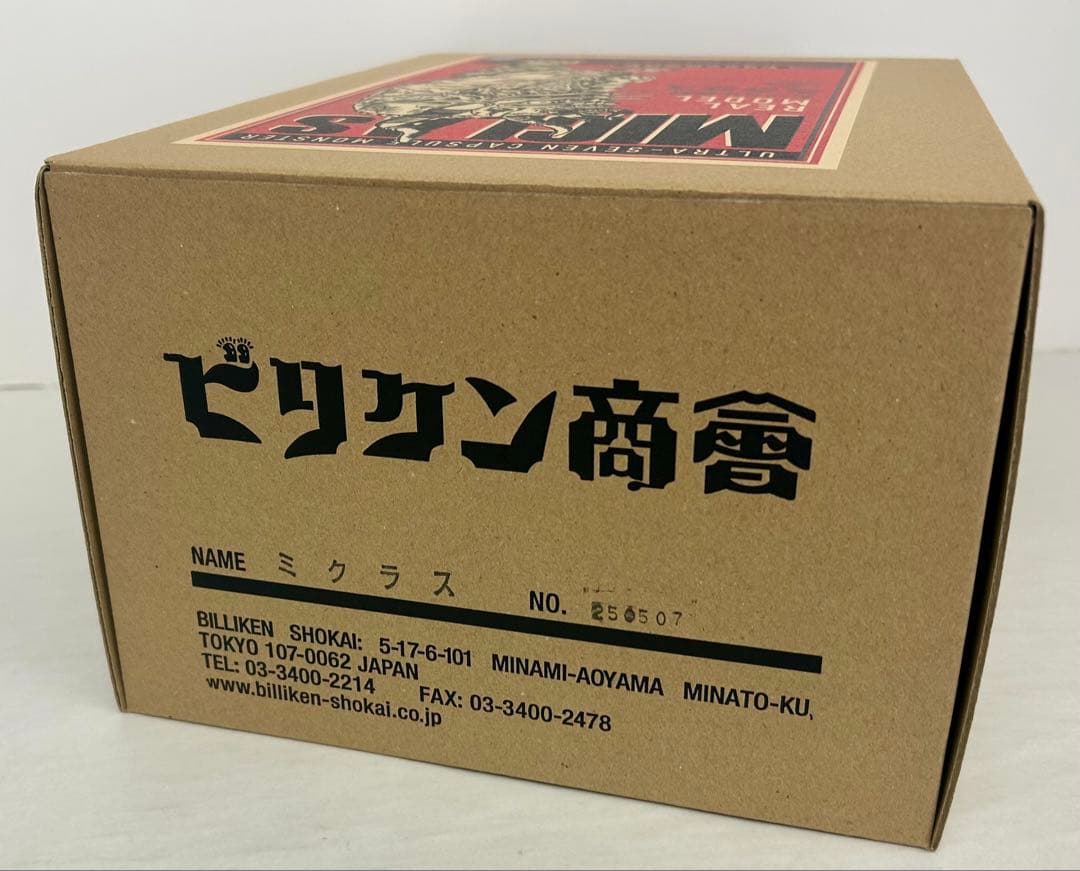 ULTRA-SEVEN CAPSULE MONSTER
REAL
MODEL
ビリケン商會
NAME ミクラス NO.
BILLIKEN SHOKAI: 5-17-6-101 MINAMI-AOYAMA MINATO-KU,
TOKYO 107-0062 JAPAN
TEL: 03-3400-2214 FAX: 03-3400-2478
www.billiken-shokai.co.jp